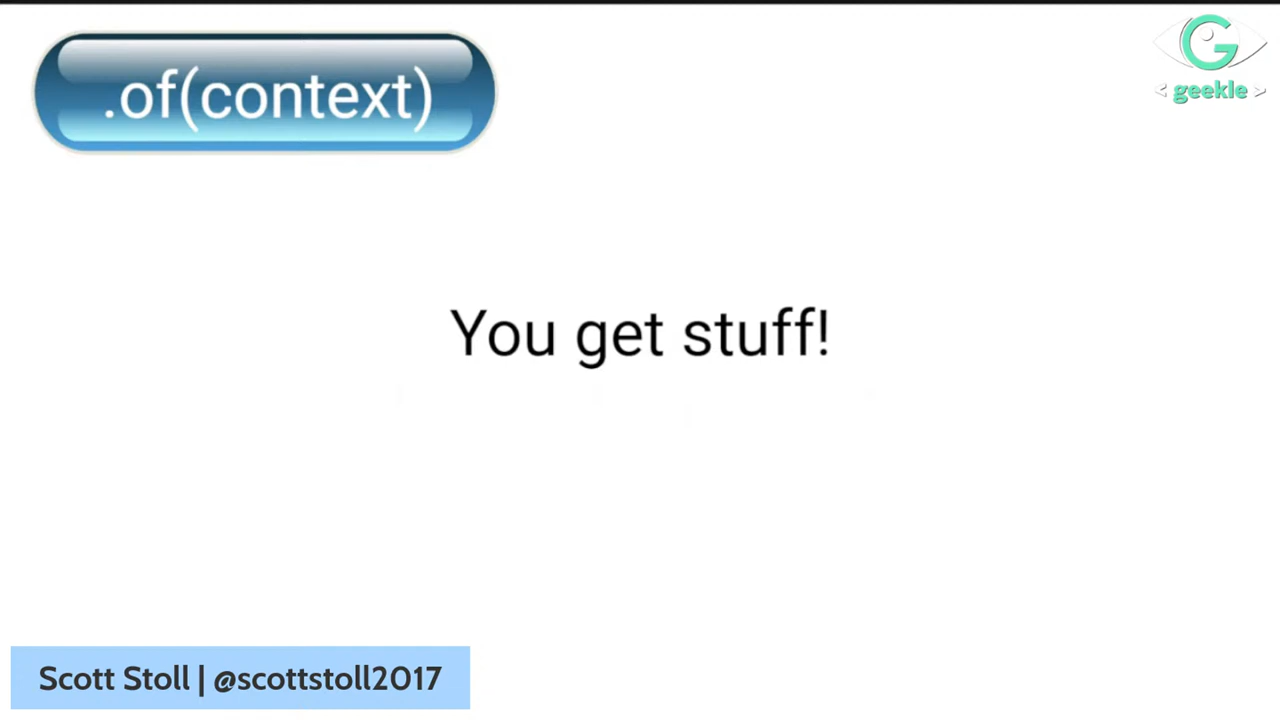 .of(context)
G
< geekle >
You get stuff!
Scott Stoll | @scottstoll2017